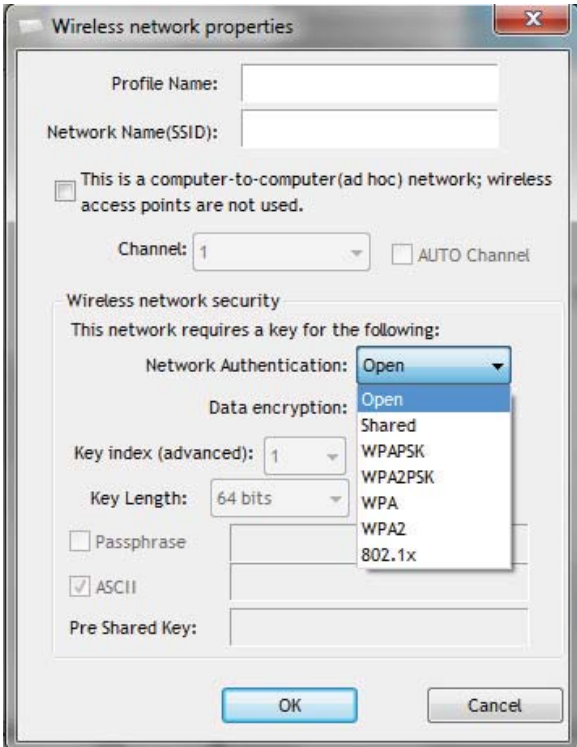 Wireless network properties
Profile Name:
Network Name(SSID):
This is a computer-to-computer(ad hoc) network; wireless
access points are not used.
Channel: 1 AUTO Channel
Wireless network security
This network requires a key for the following:
Network Authentication: Open
Data encryption: Open
Shared
Key index (advanced): 1 WPAPSK
WPA2PSK
Key Length: 64 bits WPA
WPA2
Passphrase 802.1x
ASCII
Pre Shared Key:
OK Cancel